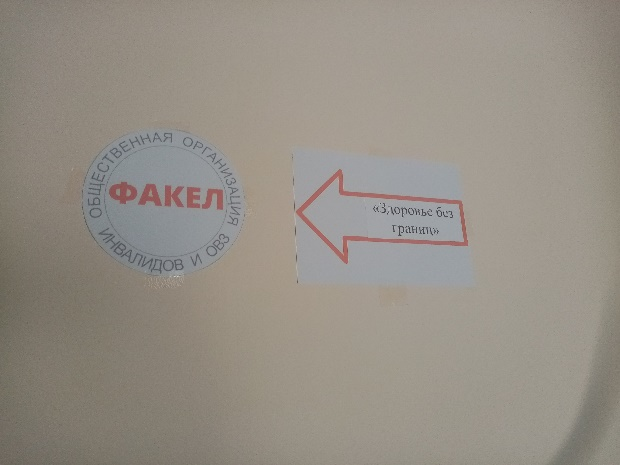 ОБЩЕСТВЕННАЯ ОРГАНИЗАЦИЯ
ФАКЕЛ
ИНВАЛИДОВ И ОВЗ
«Здоровье без
границ»